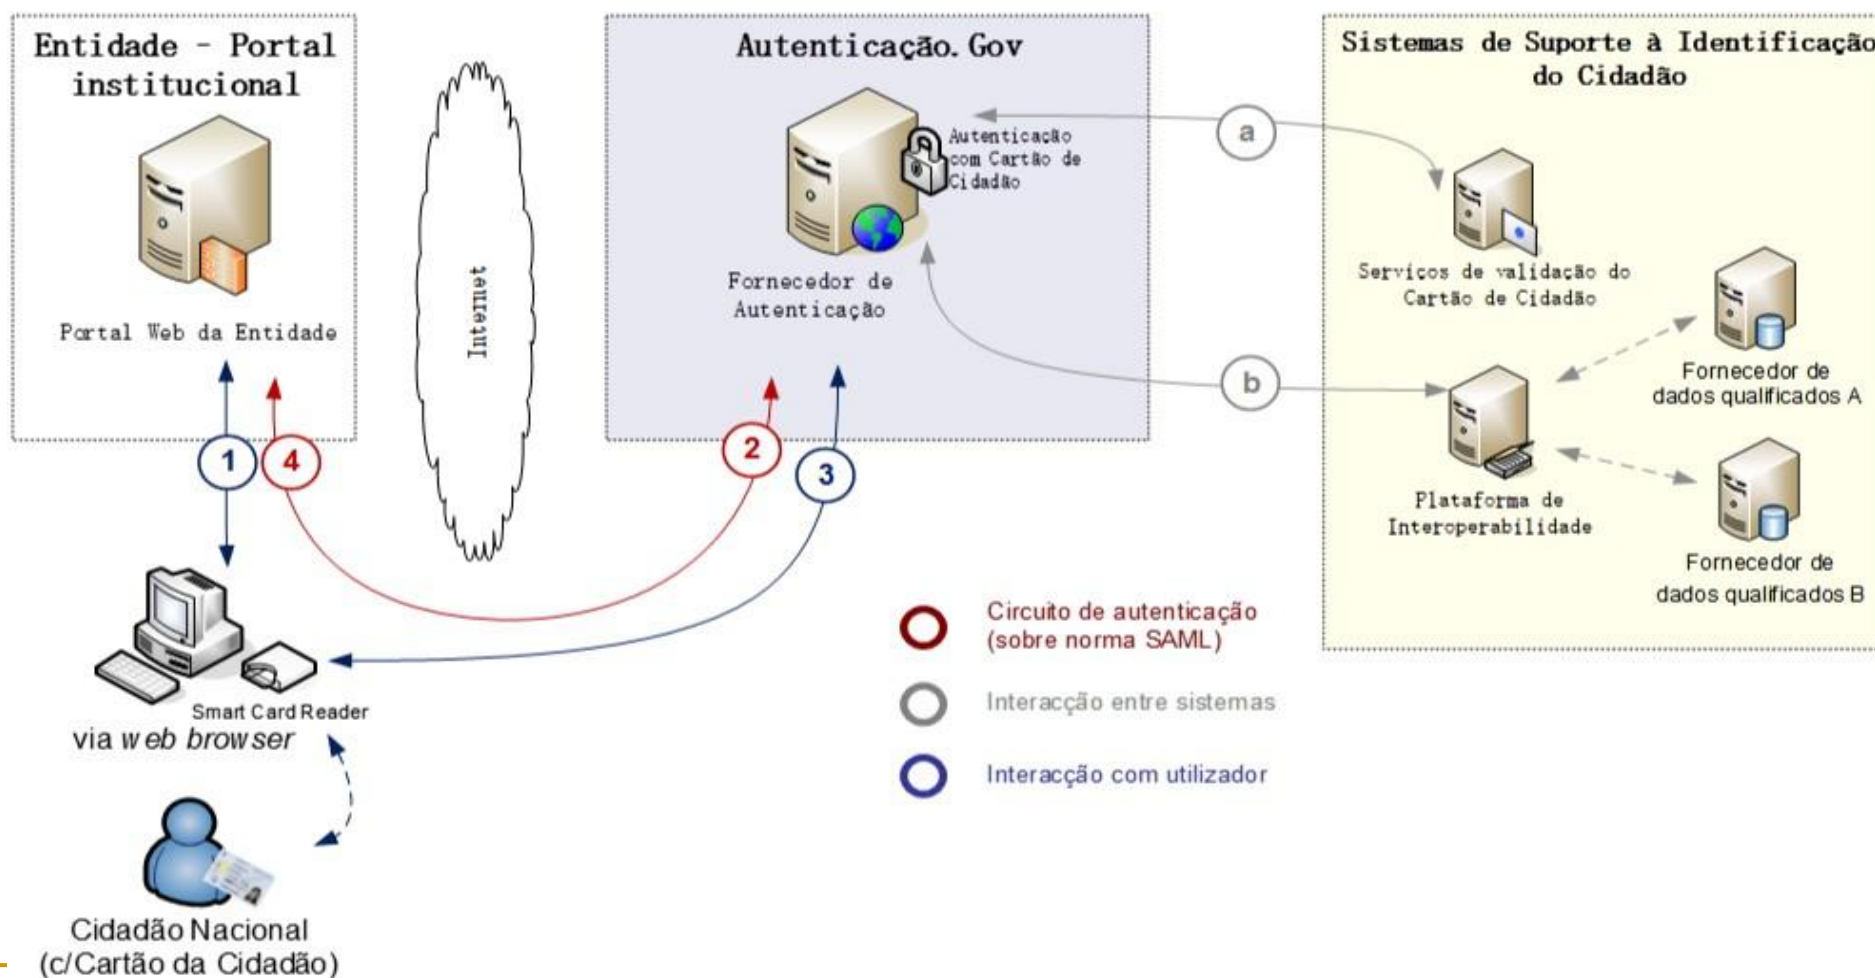 Entidade - Portal
institucional
Portal Web da Entidade
Internet
Autenticação.Gov
Autenticação
com Cartão de
Cidadão
Fornecedor de
Autenticação
Sistemas de Suporte à Identificação
do Cidadão
a
Serviços de validação do
Cartão de Cidadão
Fornecedor de
dados qualificados A
b
Plataforma de
Interoperabilidade
Fornecedor de
dados qualificados B
1
4
2
3
Smart Card Reader
via web browser
Cidadão Nacional
(c/Cartão da Cidadão)
Circuito de autenticação
(sobre norma SAML)
Interacção entre sistemas
Interacção com utilizador